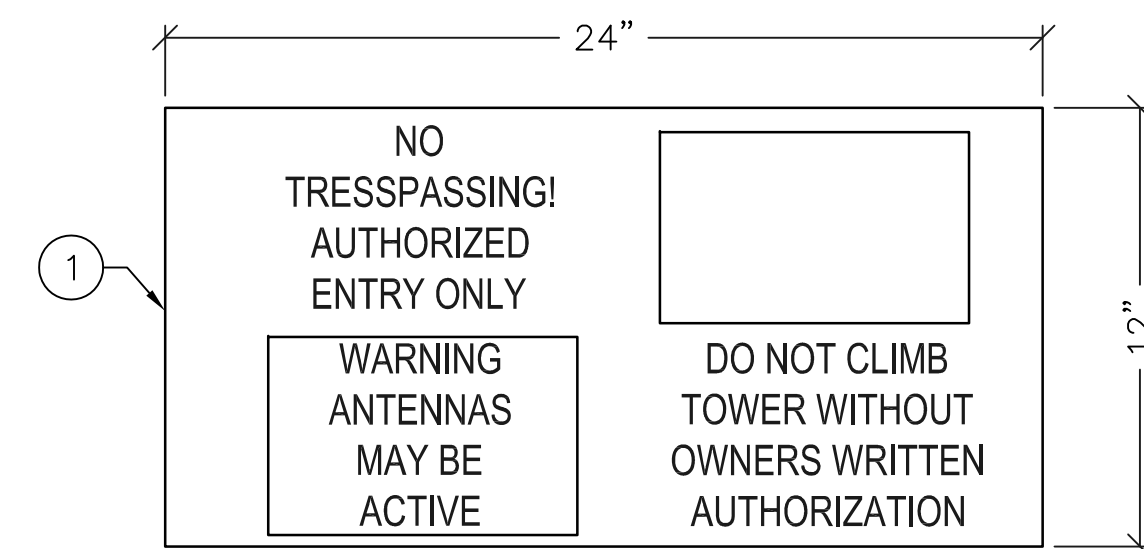 24”
NO
TRESSPASSING!
AUTHORIZED
ENTRY ONLY
1
WARNING
ANTENNAS
MAY BE
ACTIVE
DO NOT CLIMB
TOWER WITHOUT
OWNERS WRITTEN
AUTHORIZATION
12”